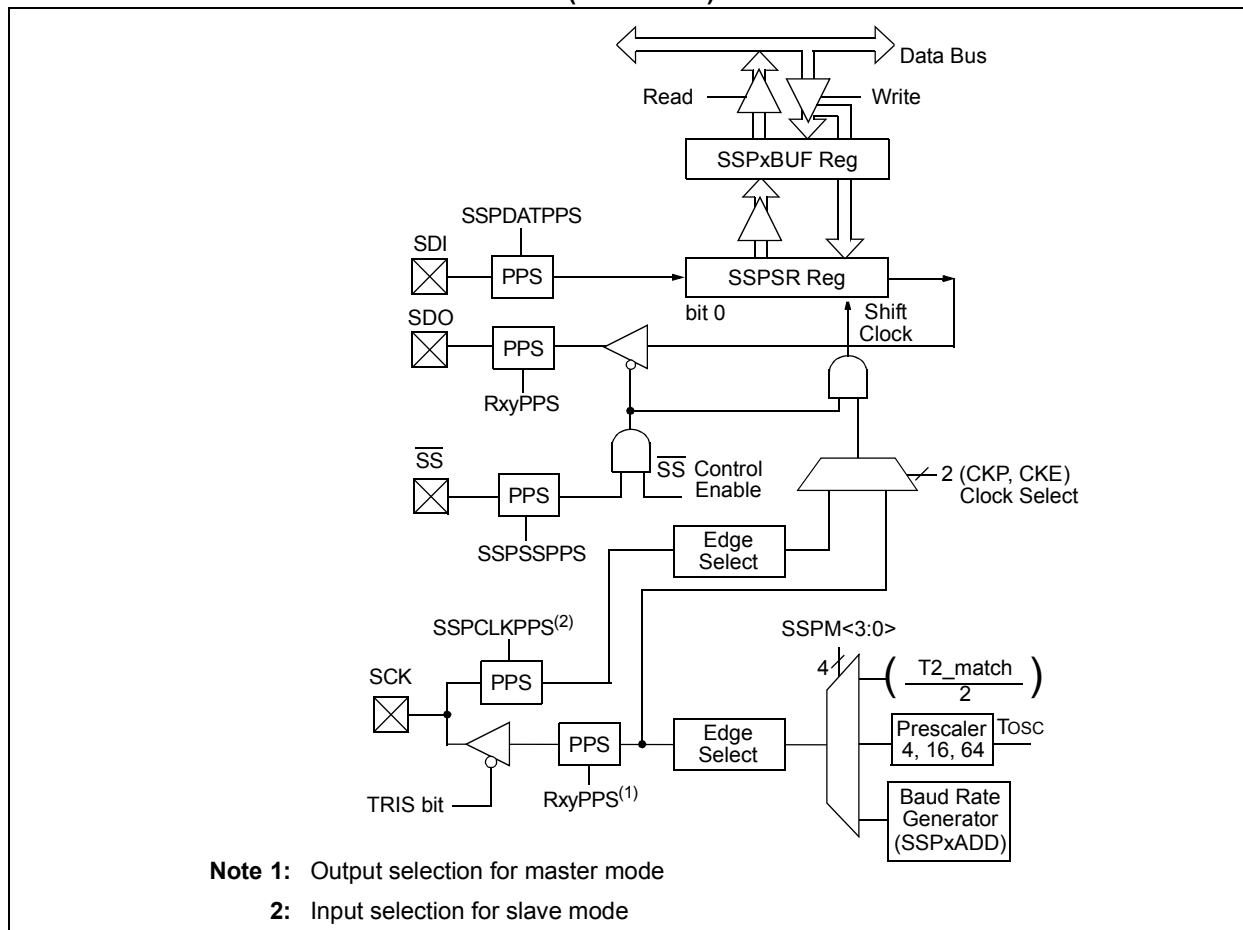 Data Bus
Read
Write
SSPxBUF Reg
SSPDATPPS
SDI
PPS
SSPSR Reg
bit 0
Shift
Clock
SDO
PPS
RxyPPS
SS
PPS
SSPSSPPS
SS Control
Enable
2 (CKP, CKE)
Clock Select
Edge
Select
SSPCLKPPS(2)
SCK
PPS
SSPM<3:0>
4
( T2_match
2 )
Prescaler
4, 16, 64
TOSC
Edge
Select
PPS
RxyPPS(1)
TRIS bit
Baud Rate
Generator
(SSPxADD)
Note 1: Output selection for master mode
2: Input selection for slave mode